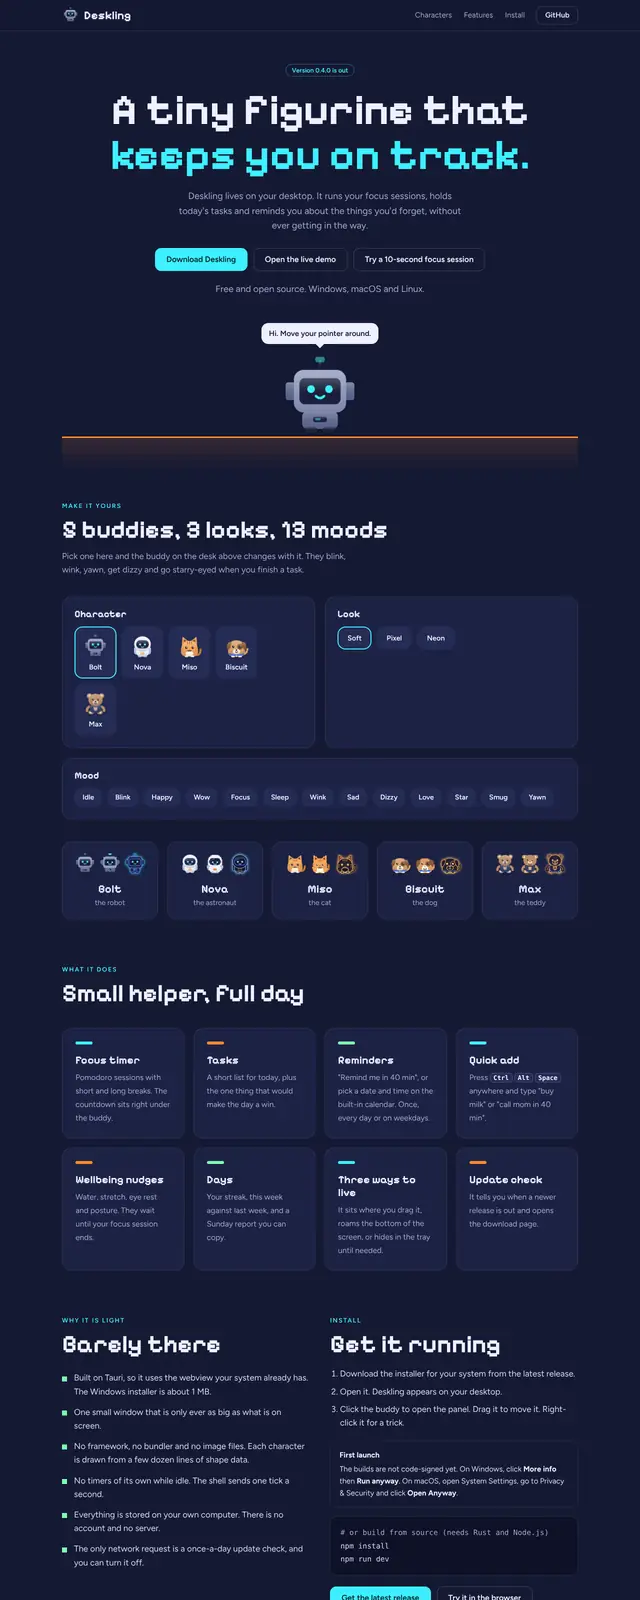 Deskling
Characters Features Install GitHub
Version 0.4.0 is out
A tiny figurine that
keeps you on track.
Deskling lives on your desktop. It runs your focus sessions, holds
today's tasks and reminds you about the things you'd forget, without
ever getting in the way.
Download Deskling Open the live demo Try a 10-second focus session
Free and open source. Windows, macOS and Linux.
Hi. Move your pointer around.
MAKE IT YOURS
8 buddies, 3 looks, 13 moods
Pick one here and the buddy on the desk above changes with it. They blink,
wink, yawn, get dizzy and go starry-eyed when you finish a task.
Character
Bolt Nova Miso Biscuit
Max
Look
Soft Pixel Neon
Mood
Idle Blink Happy Wow Focus Sleep Wink Sad Dizzy Love Star Smug Yawn
Bolt
the robot
Nova
the astronaut
Miso
the cat
Biscuit
the dog
Max
the teddy
WHAT IT DOES
Small helper, full day
Focus timer
Pomodoro sessions with
short and long breaks. The
countdown sits right under
the buddy.
Tasks
A short list for today, plus
the one thing that would
make the day a win.
Reminders
"Remind me in 40 min", or
pick a date and time on the
built-in calendar. Once,
every day or on weekdays.
Quick add
Press Ctrl Alt Space
anywhere and type "buy
milk" or "call mom in 40
min".
Wellbeing nudges
Water, stretch, eye rest
and posture. They wait
until your focus session
ends.
Days
Your streak, this week
against last week, and a
Sunday report you can
copy.
Three ways to
live
It sits where you drag it,
roams the bottom of the
screen, or hides in the tray
until needed.
Update check
It tells you when a newer
release is out and opens
the download page.
WHY IT IS LIGHT
Barely there
Built on Tauri, so it uses the webview your system already has.
The Windows installer is about 1 MB.
One small window that is only ever as big as what is on
screen.
No framework, no bundler and no image files. Each character
is drawn from a few dozen lines of shape data.
No timers of its own while idle. The shell sends one tick a
second.
Everything is stored on your own computer. There is no
account and no server.
The only network request is a once-a-day update check, and
you can turn it off.
INSTALL
Get it running
1. Download the installer for your system from the latest release.
2. Open it. Deskling appears on your desktop.
3. Click the buddy to open the panel. Drag it to move it. Right-
click it for a trick.
First launch
The builds are not code-signed yet. On Windows, click More info
then Run anyway. On macOS, open System Settings, go to Privacy
& Security and click Open Anyway.
# or build from source (needs Rust and Node.js)
npm install
npm run dev
Get the latest release Try it in the browser